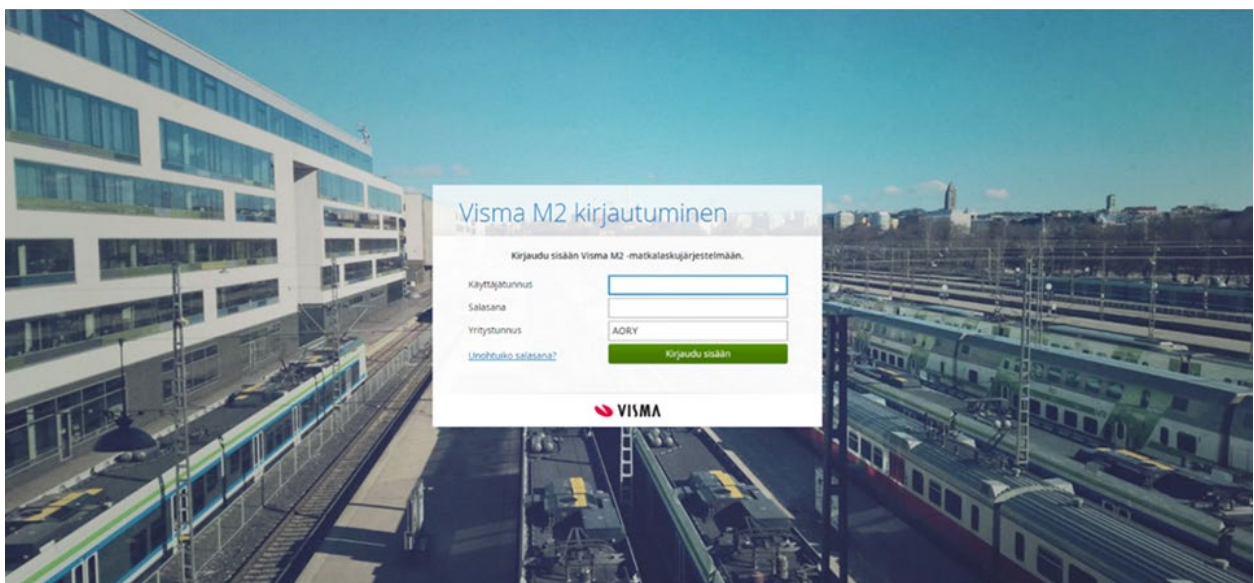 Visma M2 kirjautuminen
Kirjaudu sisään Visma M2 -matkalaskujärjestelmään.
Käyttäjätunnus
Salasana
Yritystunnus AORY
Unohtuiko salasana? Kirjaudu sisään
VISMA